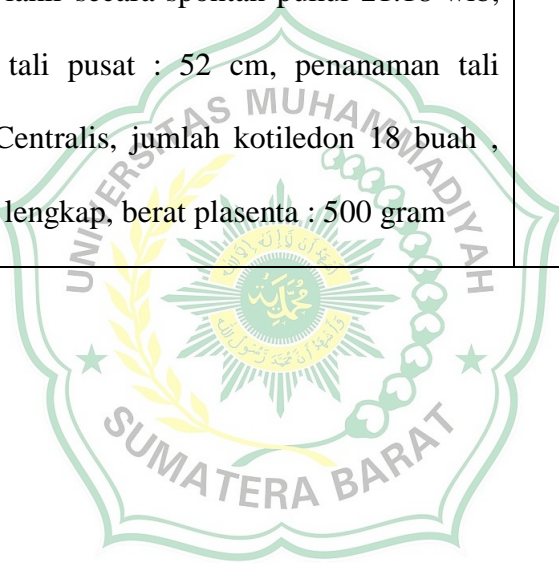 secara spontan pukul 21.18 wib,
tali pusat : 52 cm, penanaman tali
Centralis, jumlah kotiledon 18 buah ,
lengkap, berat plasenta : 500 gram
UNIVERSITAS MUHAMMADIYAH
SUMATERA BARAT